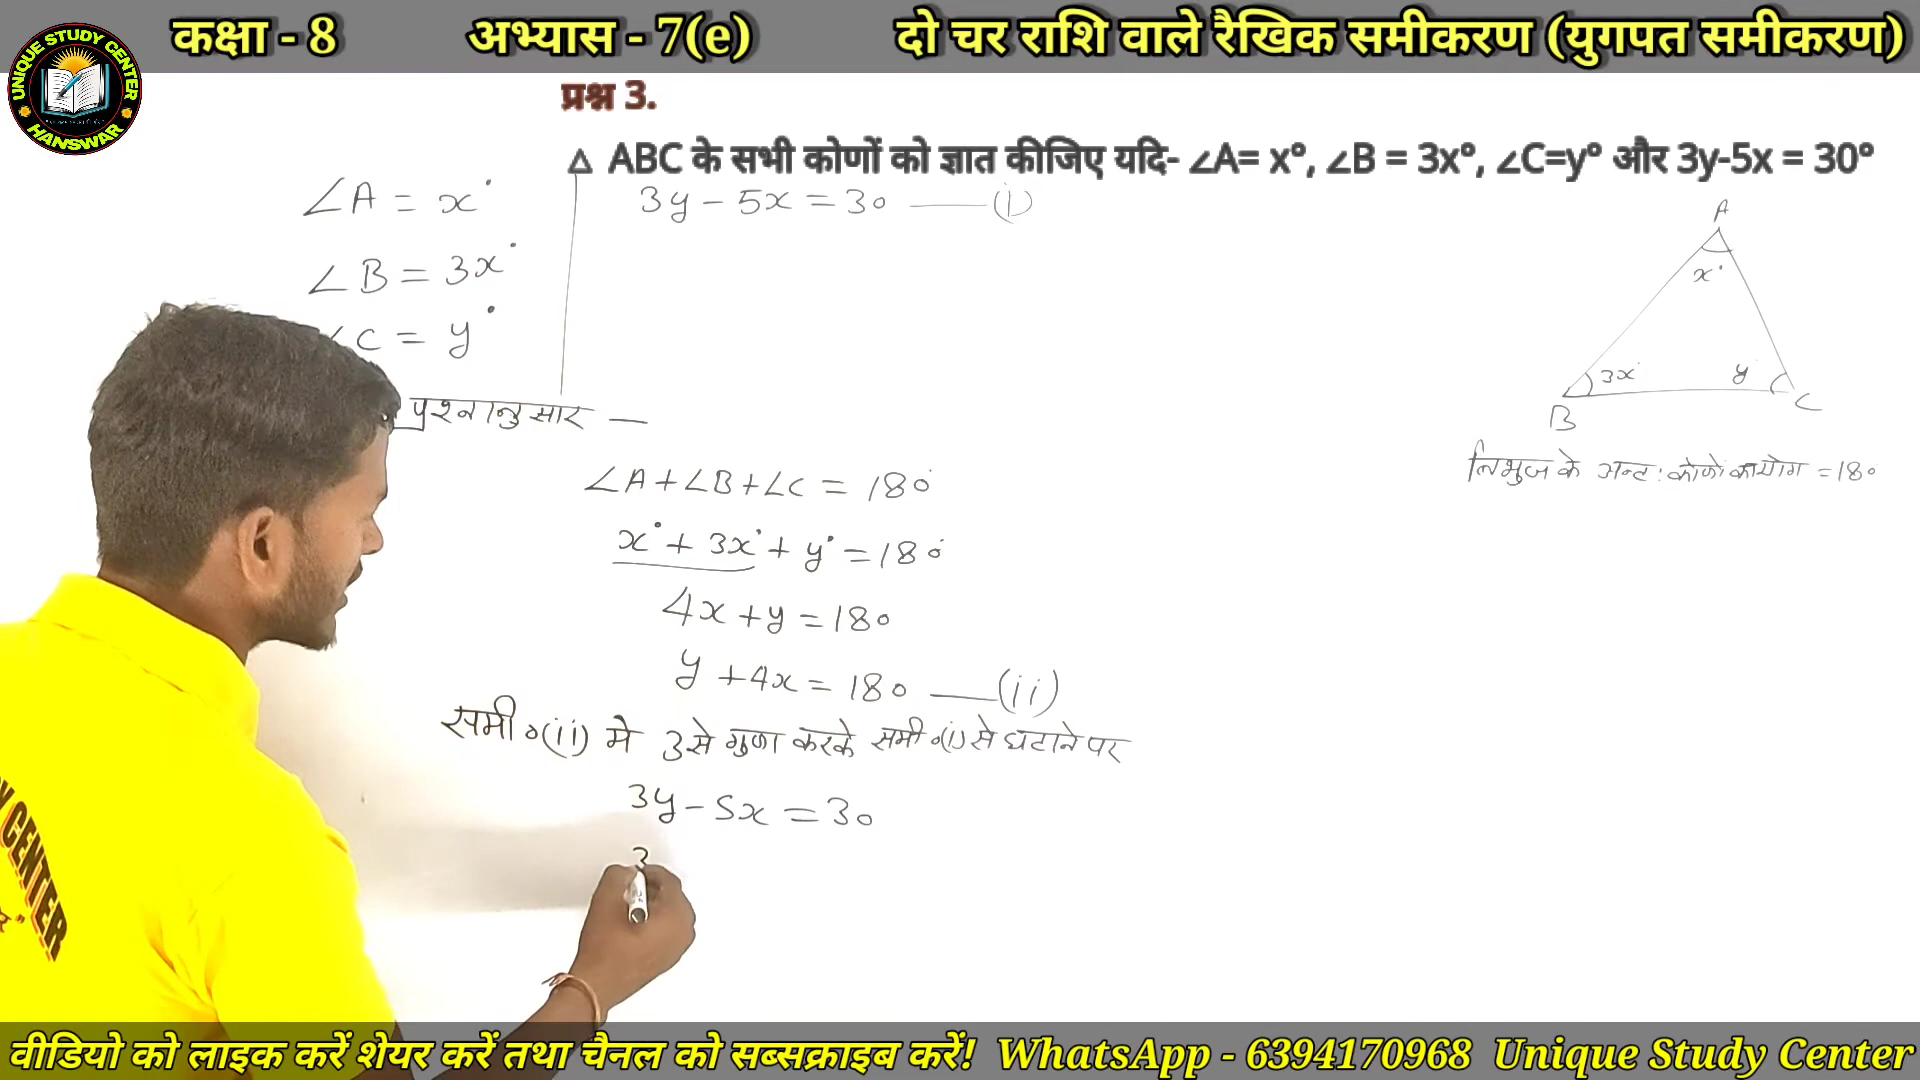 कक्षा - 8 अभ्यास - 7(e) दो चर राशि वाले रैखिक समीकरण (युगपत समीकरण)
UNIQUE STUDY CENTER
HANSWAR
प्रश्न 3.
△ ABC के सभी कोणों को ज्ञात कीजिए यदि- ∠A= x°, ∠B = 3x°, ∠C=y° और 3y-5x = 30°
∠A = x°
∠B = 3x°
C = y°
3y - 5x = 30 —— (i)
A
x°
3x°
y
B
C
त्रिभुज के अन्त: कोणो का योग = 180
प्रश्नानुसार —
∠A+∠B+∠C = 180°
x° + 3x° + y° = 180°
4x + y = 180
y + 4x = 180 —— (ii)
समी०(ii) मे 3 से गुणा करके समी०(i) से घटाने पर
3y - 5x = 30
3
CENTER
वीडियो को लाइक करें शेयर करें तथा चैनल को सब्सक्राइब करें! WhatsApp - 6394170968 Unique Study Center